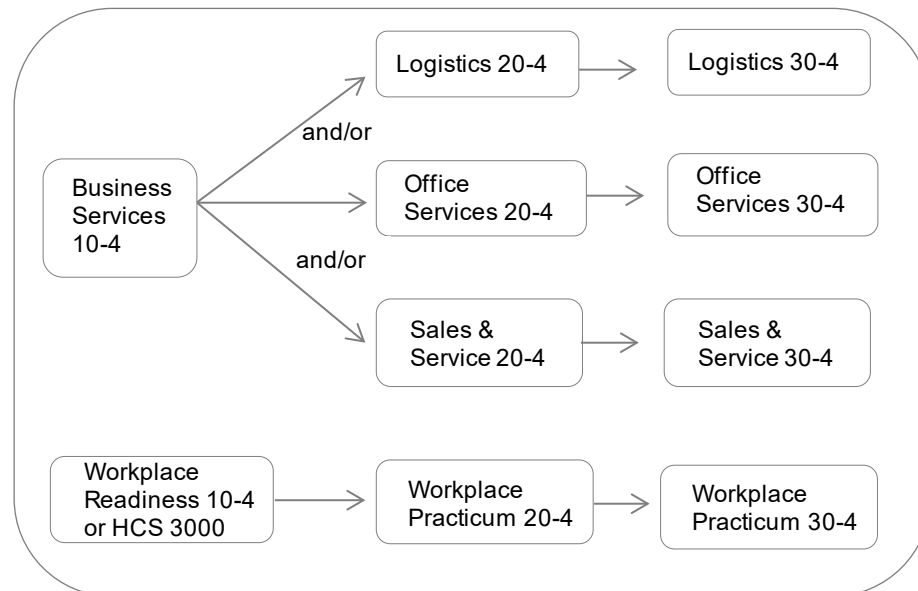 Logistics 20-4
Logistics 30-4
and/or
Business
Services
10-4
Office
Services 20-4
Office
Services 30-4
and/or
Sales &
Service 20-4
Sales &
Service 30-4
Workplace
Readiness 10-4
or HCS 3000
Workplace
Practicum 20-4
Workplace
Practicum 30-4